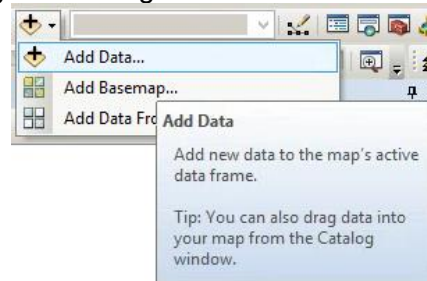 Add Data...
Add Basemap...
Add Data Fro
Add Data
Add new data to the map's active
data frame.
Tip: You can also drag data into
your map from the Catalog
window.